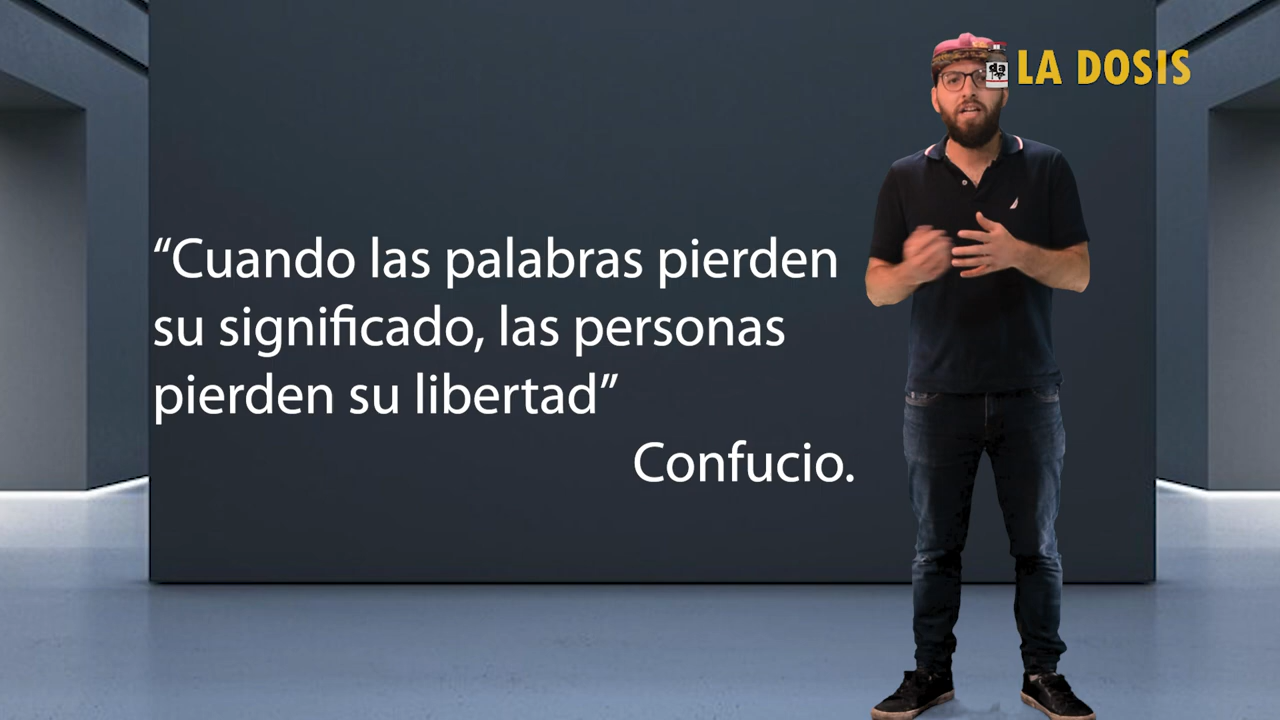 LA DOSIS
“Cuando las palabras pierden
su significado, las personas
pierden su libertad”
Confucio.